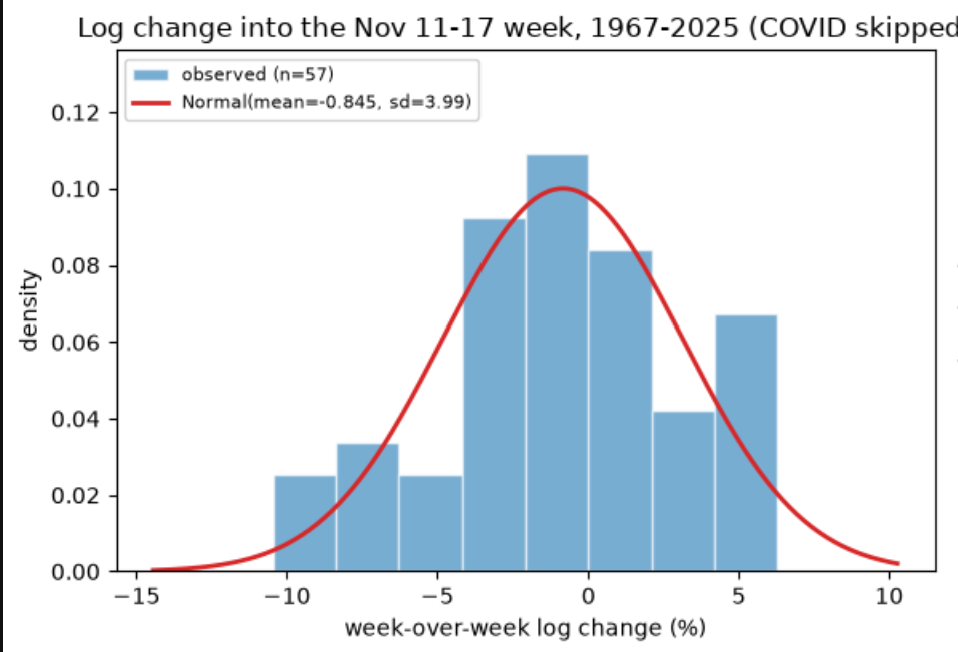 Log change into the Nov 11-17 week, 1967-2025 (COVID skipped
observed (n=57)
Normal(mean=-0.845, sd=3.99)
0.12
0.10
0.08
0.06
0.04
0.02
0.00
density
−15
−10
−5
0
5
10
week-over-week log change (%)